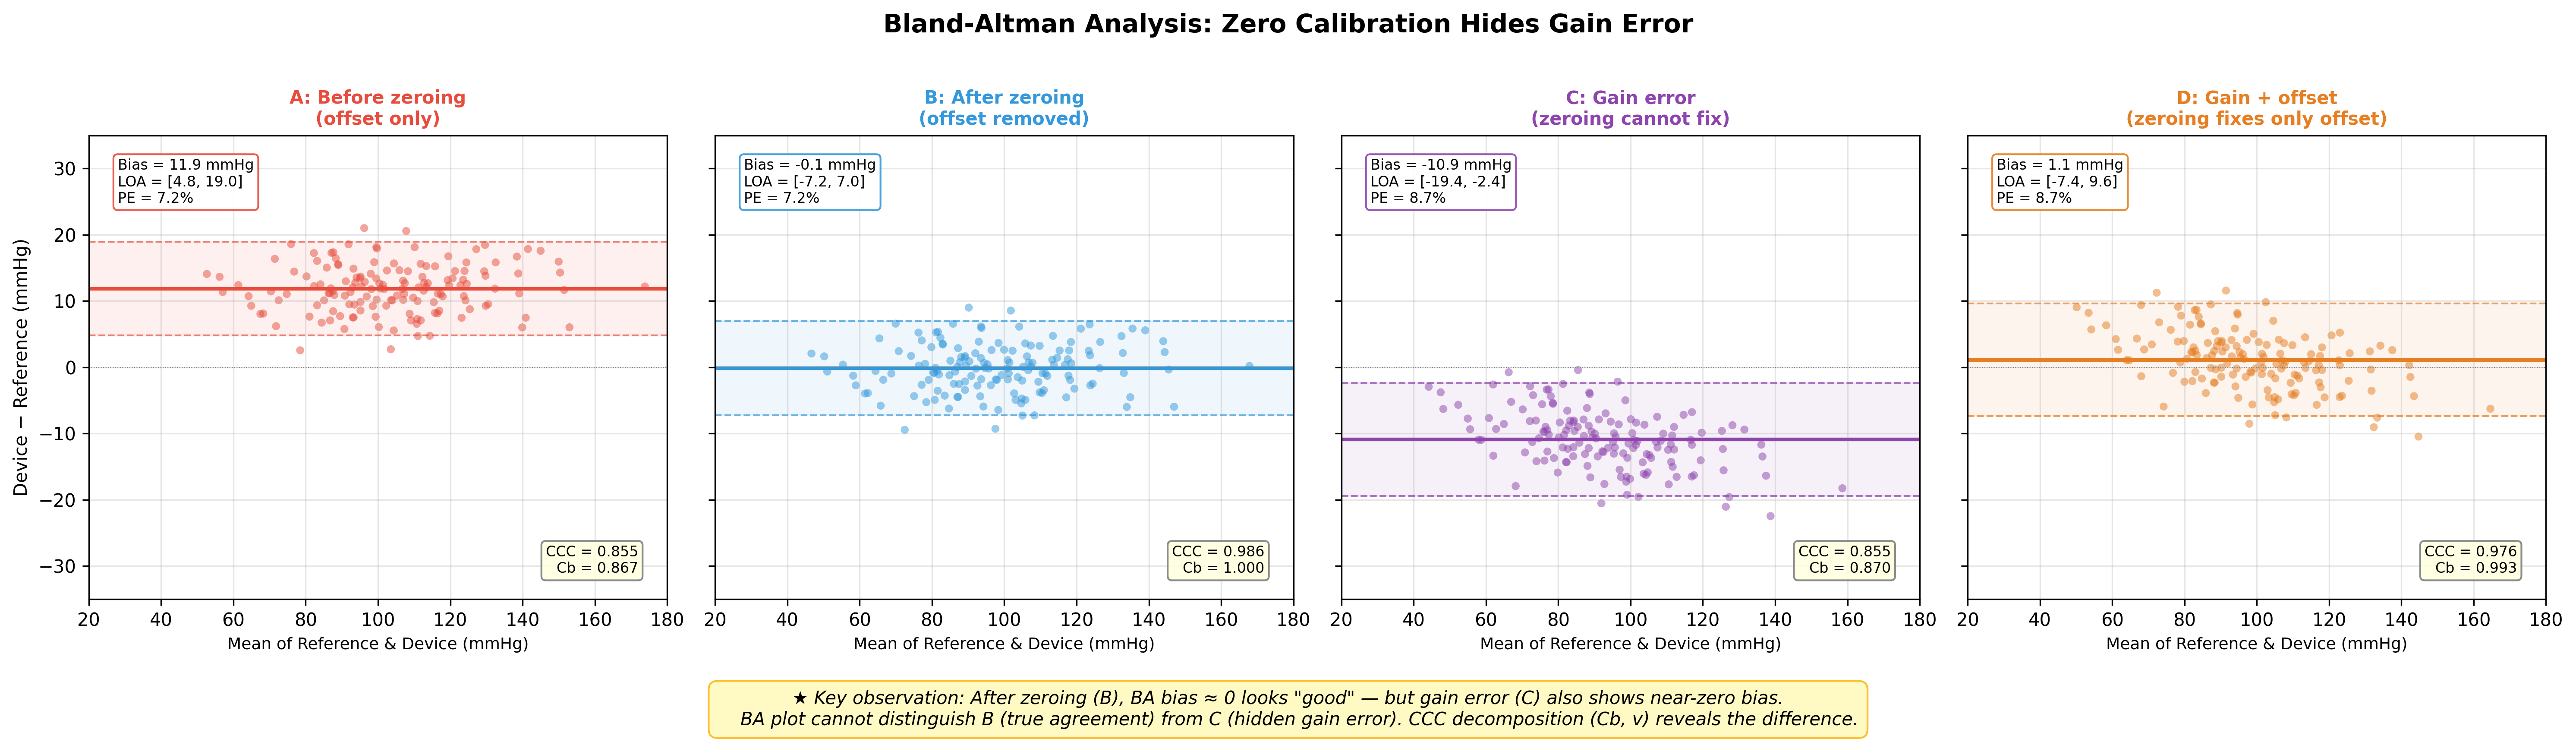 Bland-Altman Analysis: Zero Calibration Hides Gain Error
A: Before zeroing
(offset only)
Bias = 11.9 mmHg
LOA = [4.8, 19.0]
PE = 7.2%
CCC = 0.855
Cb = 0.867
Device − Reference (mmHg)
30
20
10
0
−10
−20
−30
20 40 60 80 100 120 140 160 180
Mean of Reference & Device (mmHg)
B: After zeroing
(offset removed)
Bias = -0.1 mmHg
LOA = [-7.2, 7.0]
PE = 7.2%
CCC = 0.986
Cb = 1.000
20 40 60 80 100 120 140 160 180
Mean of Reference & Device (mmHg)
C: Gain error
(zeroing cannot fix)
Bias = -10.9 mmHg
LOA = [-19.4, -2.4]
PE = 8.7%
CCC = 0.855
Cb = 0.870
20 40 60 80 100 120 140 160 180
Mean of Reference & Device (mmHg)
D: Gain + offset
(zeroing fixes only offset)
Bias = 1.1 mmHg
LOA = [-7.4, 9.6]
PE = 8.7%
CCC = 0.976
Cb = 0.993
20 40 60 80 100 120 140 160 180
Mean of Reference & Device (mmHg)
★ Key observation: After zeroing (B), BA bias ≈ 0 looks "good" — but gain error (C) also shows near-zero bias.
BA plot cannot distinguish B (true agreement) from C (hidden gain error). CCC decomposition (Cb, v) reveals the difference.